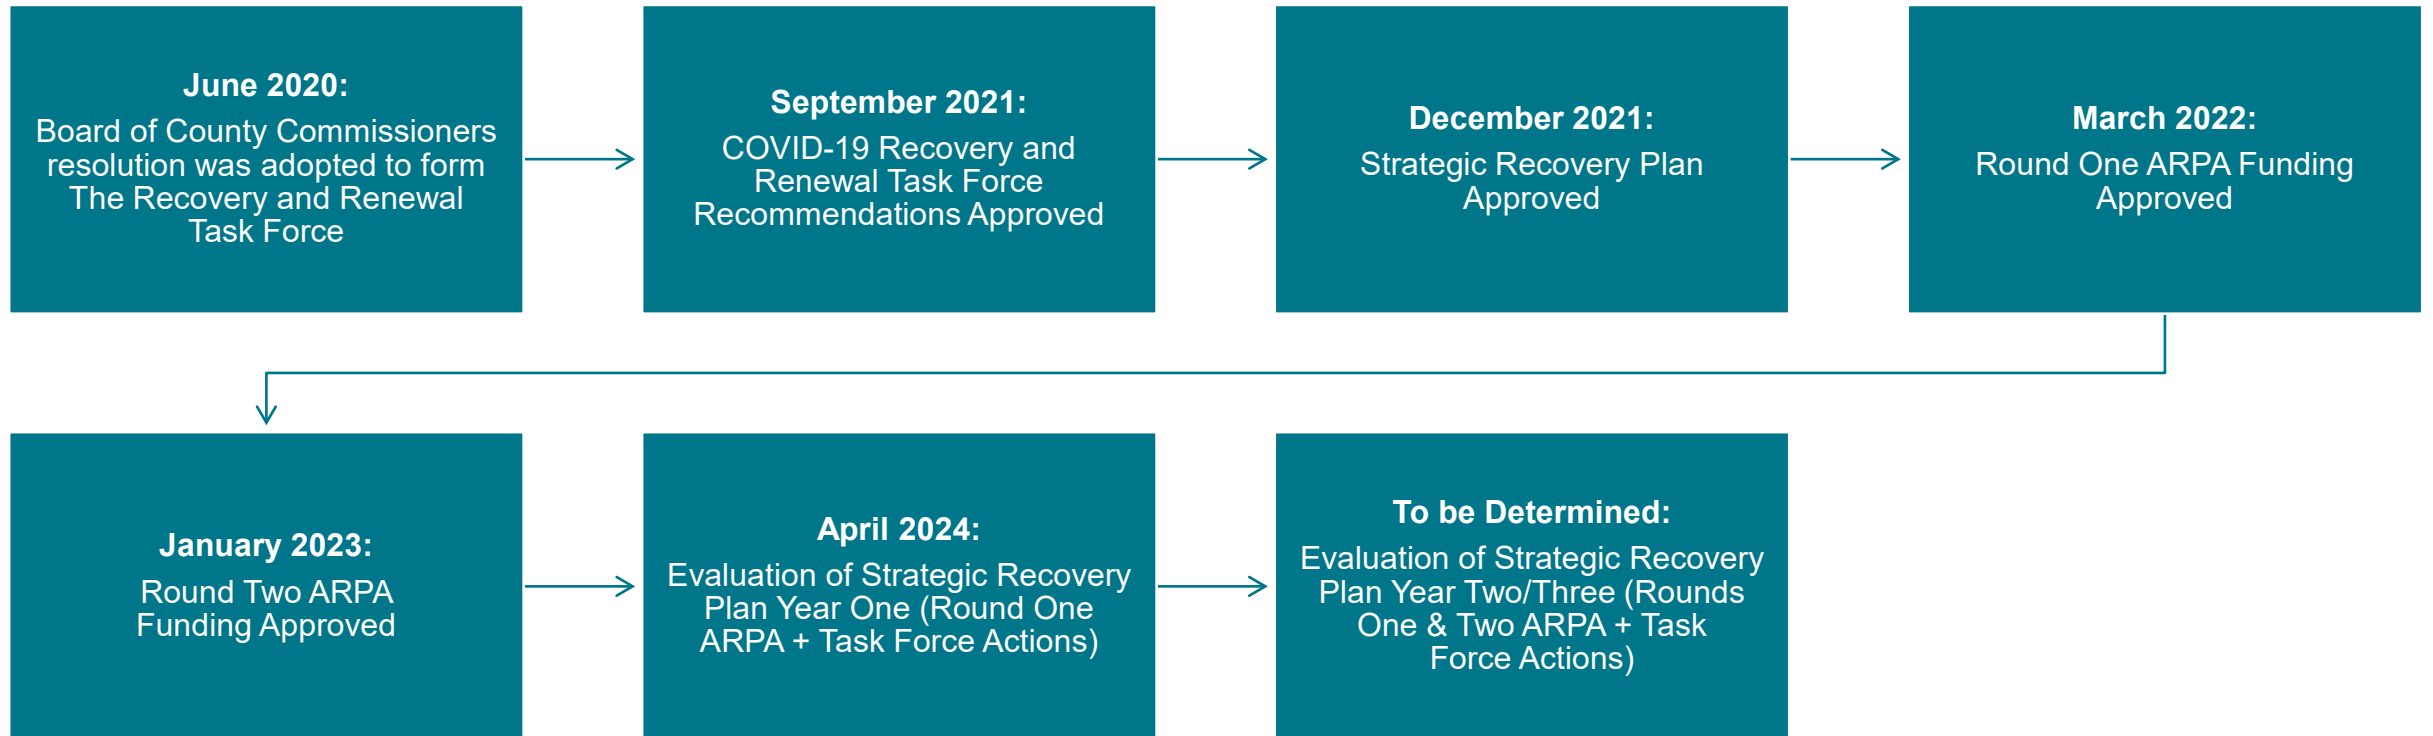 June 2020:
Board of County Commissioners
resolution was adopted to form
The Recovery and Renewal
Task Force
September 2021:
COVID-19 Recovery and
Renewal Task Force
Recommendations Approved
December 2021:
Strategic Recovery Plan
Approved
March 2022:
Round One ARPA Funding
Approved
January 2023:
Round Two ARPA
Funding Approved
April 2024:
Evaluation of Strategic Recovery
Plan Year One (Round One
ARPA + Task Force Actions)
To be Determined:
Evaluation of Strategic Recovery
Plan Year Two/Three (Rounds
One & Two ARPA + Task
Force Actions)